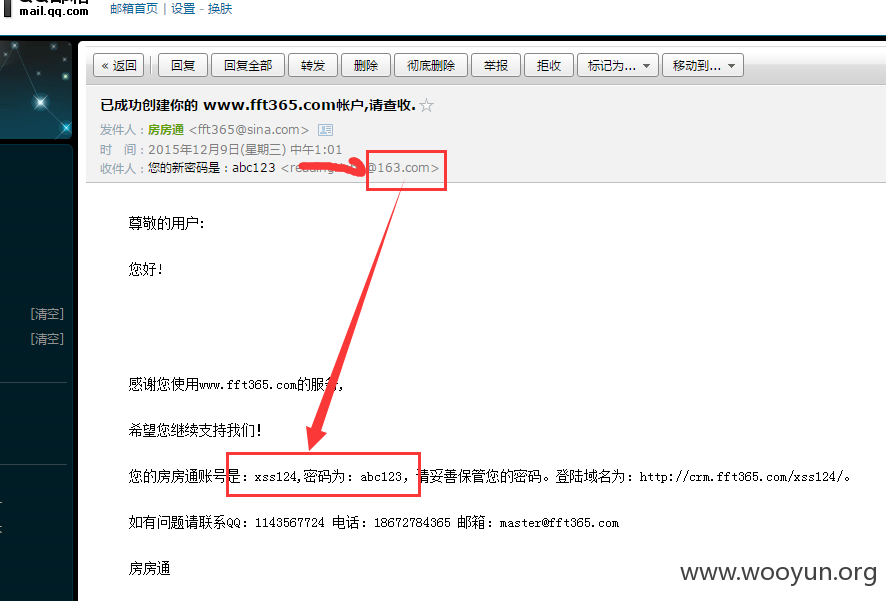 mail.qq.com
邮箱首页 | 设置 - 换肤
« 返回 回复 回复全部 转发 删除 彻底删除 举报 拒收 标记为... 移动到...
已成功创建你的 www.fft365.com帐户,请查收.
发件人：房房通 <fft365@sina.com>
时 间：2015年12月9日(星期三) 中午1:01
收件人：您的新密码是：abc123 @163.com>
尊敬的用户:
您好!
[清空]
[清空]
感谢您使用www.fft365.com的服务,
希望您继续支持我们!
您的房房通账号是: xss124,密码为: abc123, 请妥善保管您的密码。登陆域名为: http://crm.fft365.com/xss124/。
如有问题请联系QQ: 1143567724 电话: 18672784365 邮箱: master@fft365.com
房房通
www.wooyun.org